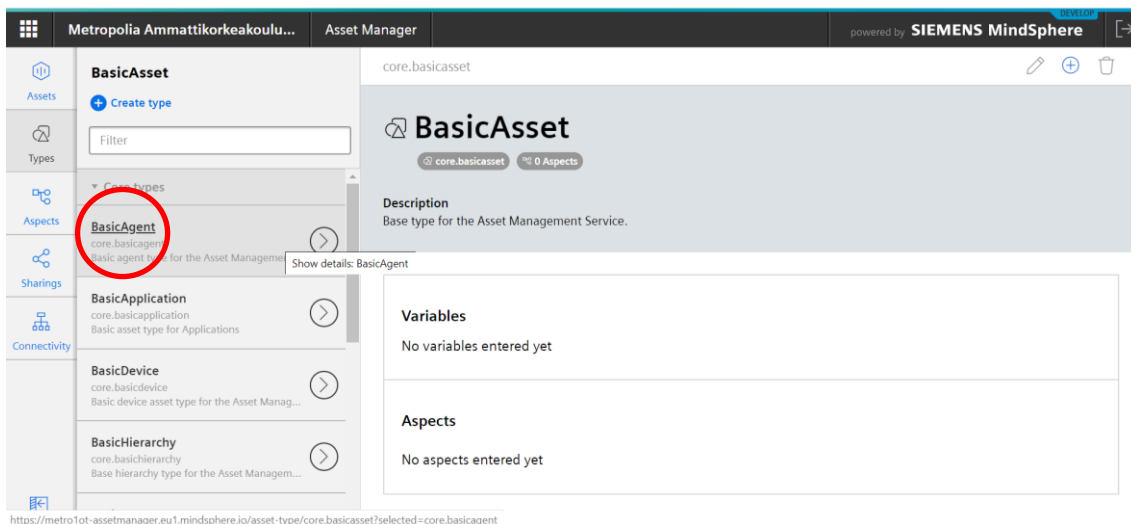 Metropolia Ammattikorkeakoulu...
Asset Manager
DEVELOP
powered by SIEMENS MindSphere
Assets
Types
Aspects
Sharings
Connectivity
BasicAsset
Create type
Filter
Core types
BasicAgent
core.basicagent
Basic agent type for the Asset Manageme
Show details: BasicAgent
BasicApplication
core.basicapplication
Basic asset type for Applications
BasicDevice
core.basicdevice
Basic device asset type for the Asset Manag...
BasicHierarchy
core.basichierarchy
Base hierarchy type for the Asset Managem...
core.basicasset
BasicAsset
core.basicasset
0 Aspects
Description
Base type for the Asset Management Service.
Variables
No variables entered yet
Aspects
No aspects entered yet
https://metro1ot-assetmanager.eu1.mindsphere.io/asset-type/core.basicasset?selected=core.basicagent